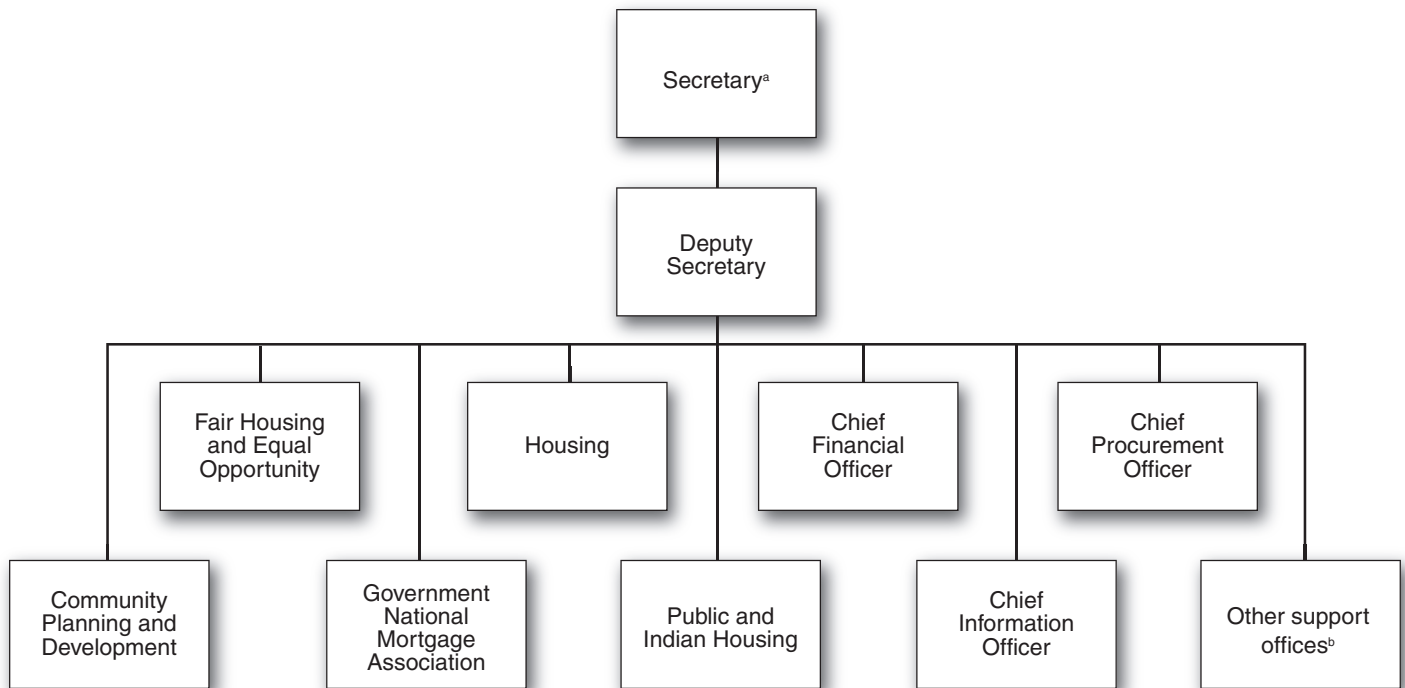 Secretaryᵃ
Deputy
Secretary
Fair Housing
and Equal
Opportunity
Housing
Chief
Financial
Officer
Chief
Procurement
Officer
Community
Planning and
Development
Government
National
Mortgage
Association
Public and
Indian Housing
Chief
Information
Officer
Other support
officesᵇ